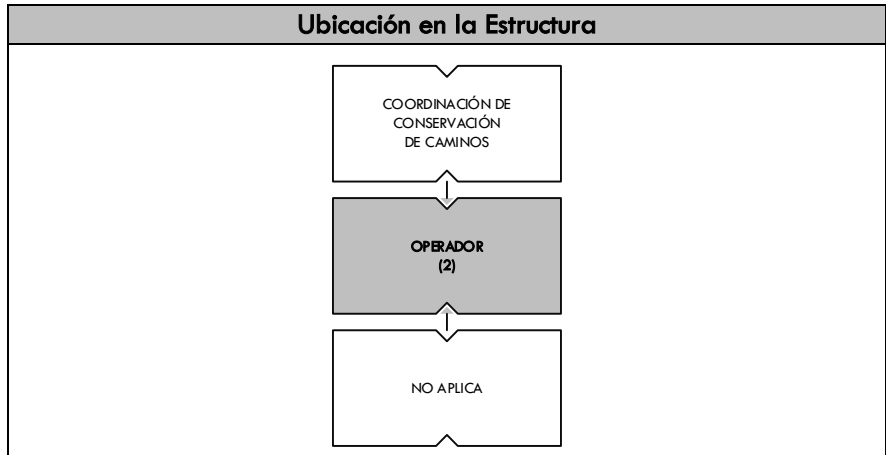 Ubicación en la Estructura
COORDINACIÓN DE
CONSERVACIÓN
DE CAMINOS
OPERADOR
(2)
NO APLICA